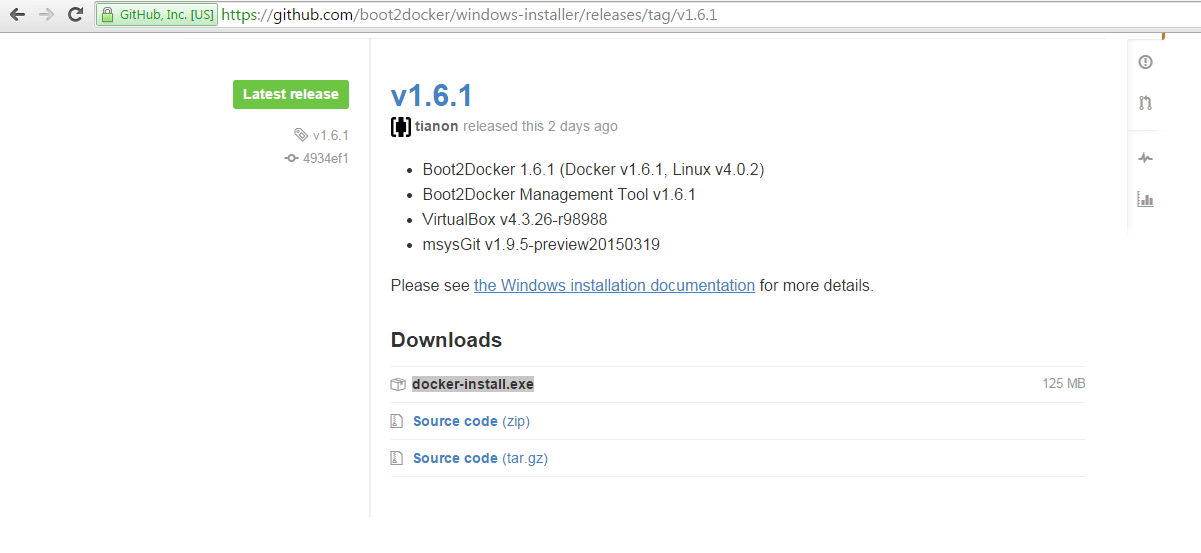 GitHub, Inc. [US] https://github.com/boot2docker/windows-installer/releases/tag/v1.6.1
Latest release
v1.6.1
4934ef1
v1.6.1
tianon released this 2 days ago
Boot2Docker 1.6.1 (Docker v1.6.1, Linux v4.0.2)
Boot2Docker Management Tool v1.6.1
VirtualBox v4.3.26-r98988
msysGit v1.9.5-preview20150319
Please see the Windows installation documentation for more details.
Downloads
docker-install.exe 125 MB
Source code (zip)
Source code (tar.gz)